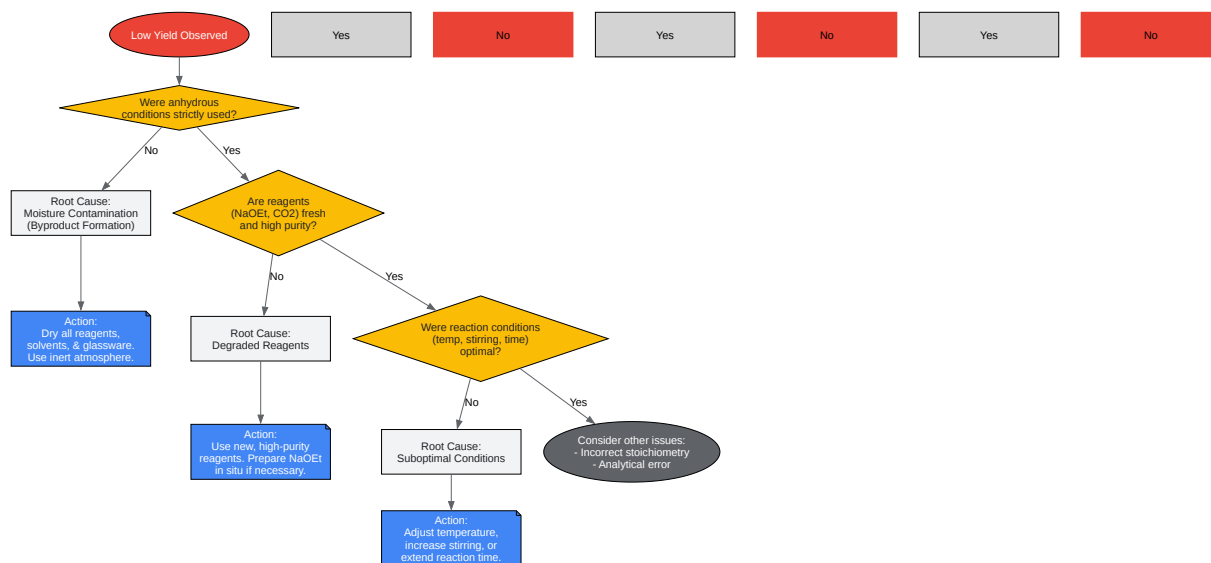 Low Yield Observed
Yes
No
Yes
No
Yes
No
Were anhydrous
conditions strictly used?
No
Yes
Root Cause:
Moisture Contamination
(Byproduct Formation)
Are reagents
(NaOEt, CO2) fresh
and high purity?
No
Yes
Action:
Dry all reagents,
solvents, & glassware.
Use inert atmosphere.
Root Cause:
Degraded Reagents
Were reaction conditions
(temp, stirring, time)
optimal?
No
Yes
Action:
Use new, high-purity
reagents. Prepare NaOEt
in situ if necessary.
Root Cause:
Suboptimal Conditions
Consider other issues:
- Incorrect stoichiometry
- Analytical error
Action:
Adjust temperature,
increase stirring, or
extend reaction time.